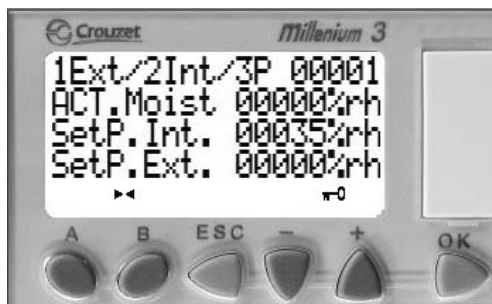 Crouzet
millenium 3
1Ext/2Int/3P 00001
ACT.Moist 00000%rh
SetP.Int. 00035%rh
SetP.Ext. 00000%rh
A B ESC - + OK